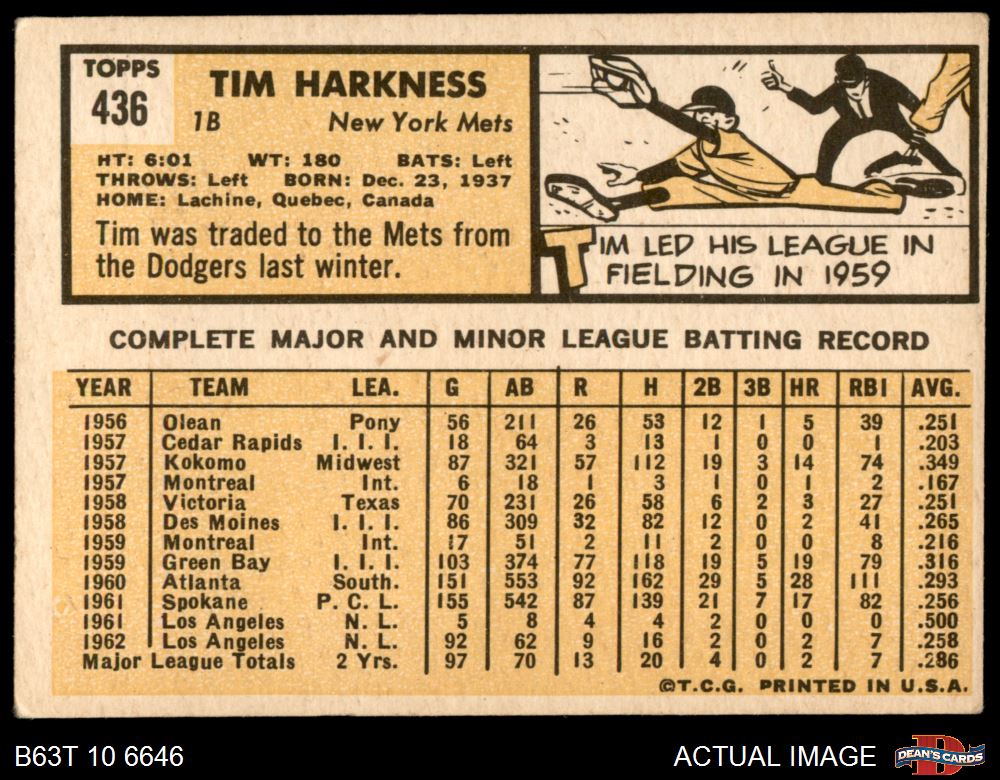 TOPPS
436
TIM HARKNESS
1B New York Mets
HT: 6:01 WT: 180 BATS: Left
THROWS: Left BORN: Dec. 23, 1937
HOME: Lachine, Quebec, Canada
Tim was traded to the Mets from
the Dodgers last winter.
TIM LED HIS LEAGUE IN
FIELDING IN 1959
COMPLETE MAJOR AND MINOR LEAGUE BATTING RECORD
YEAR TEAM LEA. G AB R H 2B 3B HR RBI AVG.
1956 Olean Pony 56 211 26 53 12 1 5 39 .251
1957 Cedar Rapids I. I. I. 18 64 3 13 1 0 0 1 .203
1957 Kokomo Midwest 87 321 57 112 19 3 14 74 .349
1957 Montreal Int. 6 18 1 3 1 0 1 2 .167
1958 Victoria Texas 70 231 26 58 6 2 3 27 .251
1958 Des Moines I. I. I. 86 309 32 82 12 0 2 41 .265
1959 Montreal Int. 17 51 2 11 2 0 0 8 .216
1959 Green Bay I. I. I. 103 374 77 118 19 5 19 79 .316
1960 Atlanta South. 151 553 92 162 29 5 28 111 .293
1961 Spokane P. C. L. 155 542 87 139 21 7 17 82 .256
1961 Los Angeles N. L. 5 8 4 4 2 0 0 0 .500
1962 Los Angeles N. L. 92 62 9 16 2 0 2 7 .258
Major League Totals 2 Yrs. 97 70 13 20 4 0 2 7 .286
©T.C.G. PRINTED IN U.S.A.
B63T 10 6646 ACTUAL IMAGE
D
DEAN'S CARDS